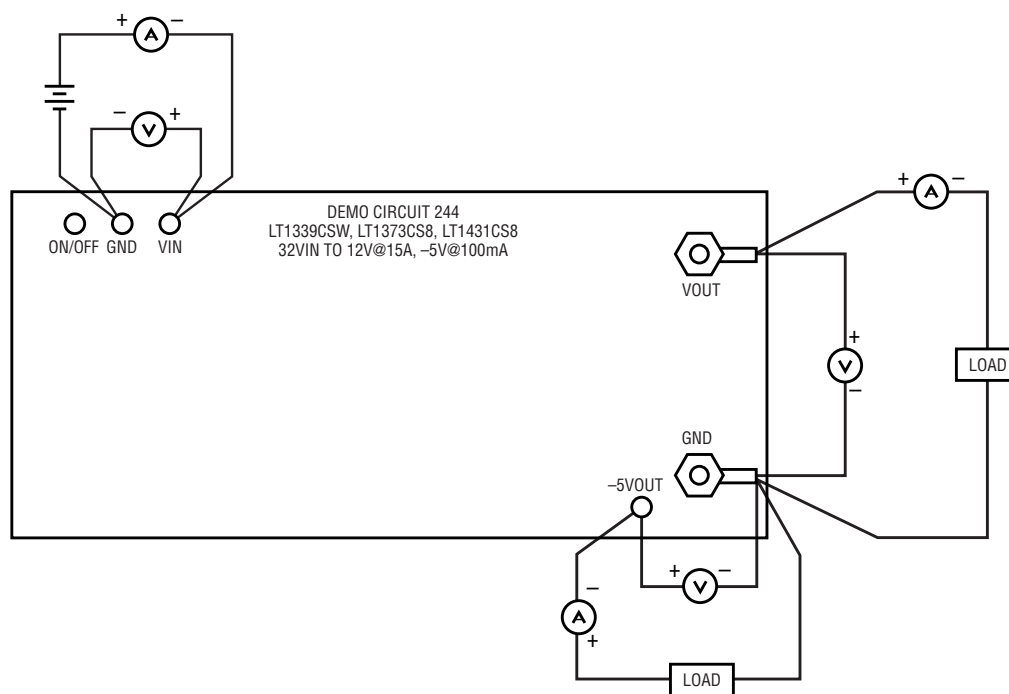 + A –
– V +
ON/OFF GND VIN
DEMO CIRCUIT 244
LT1339CSW, LT1373CS8, LT1431CS8
32VIN TO 12V@15A, –5V@100mA
+ A –
VOUT
+
V
–
LOAD
GND
–5VOUT
+ V –
–
A
+
LOAD